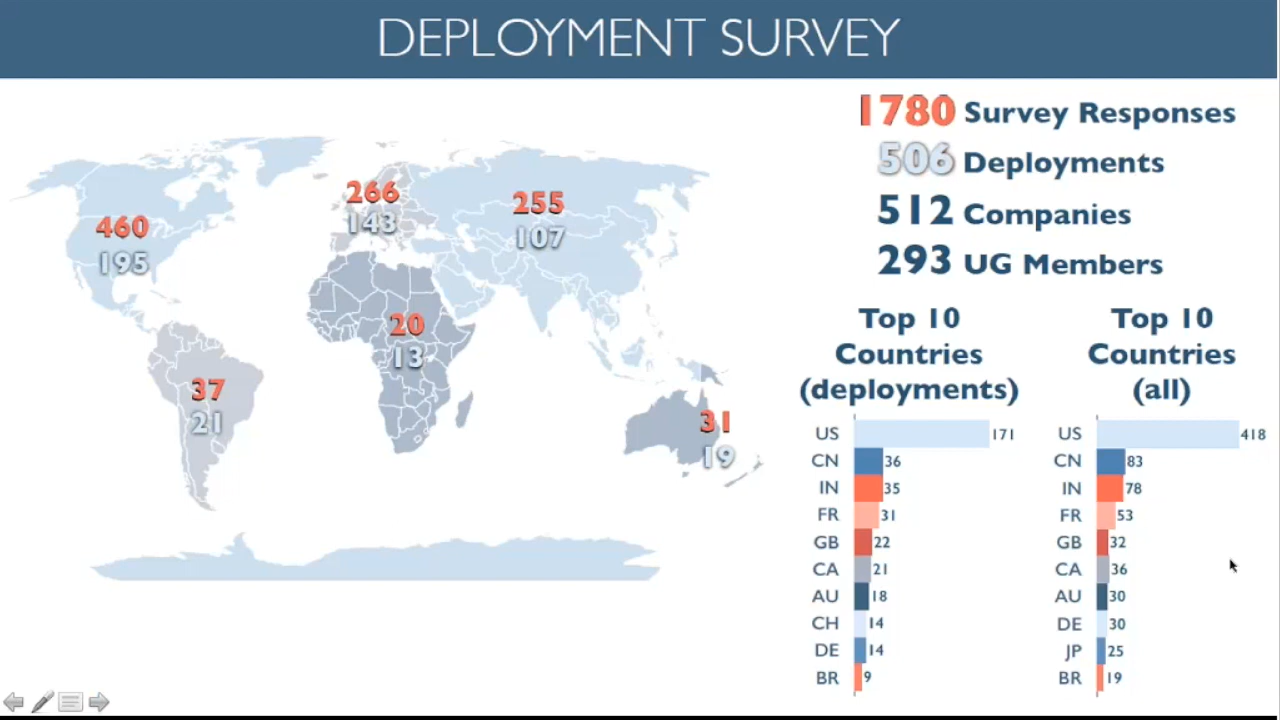 DEPLOYMENT SURVEY
1780 Survey Responses
506 Deployments
512 Companies
293 UG Members
460
195
266
143
255
107
20
13
37
21
31
19
Top 10
Countries
(deployments)
US 171
CN 36
IN 35
FR 31
GB 22
CA 21
AU 18
CH 14
DE 14
BR 9
Top 10
Countries
(all)
US 418
CN 83
IN 78
FR 53
GB 32
CA 36
AU 30
DE 30
JP 25
BR 19